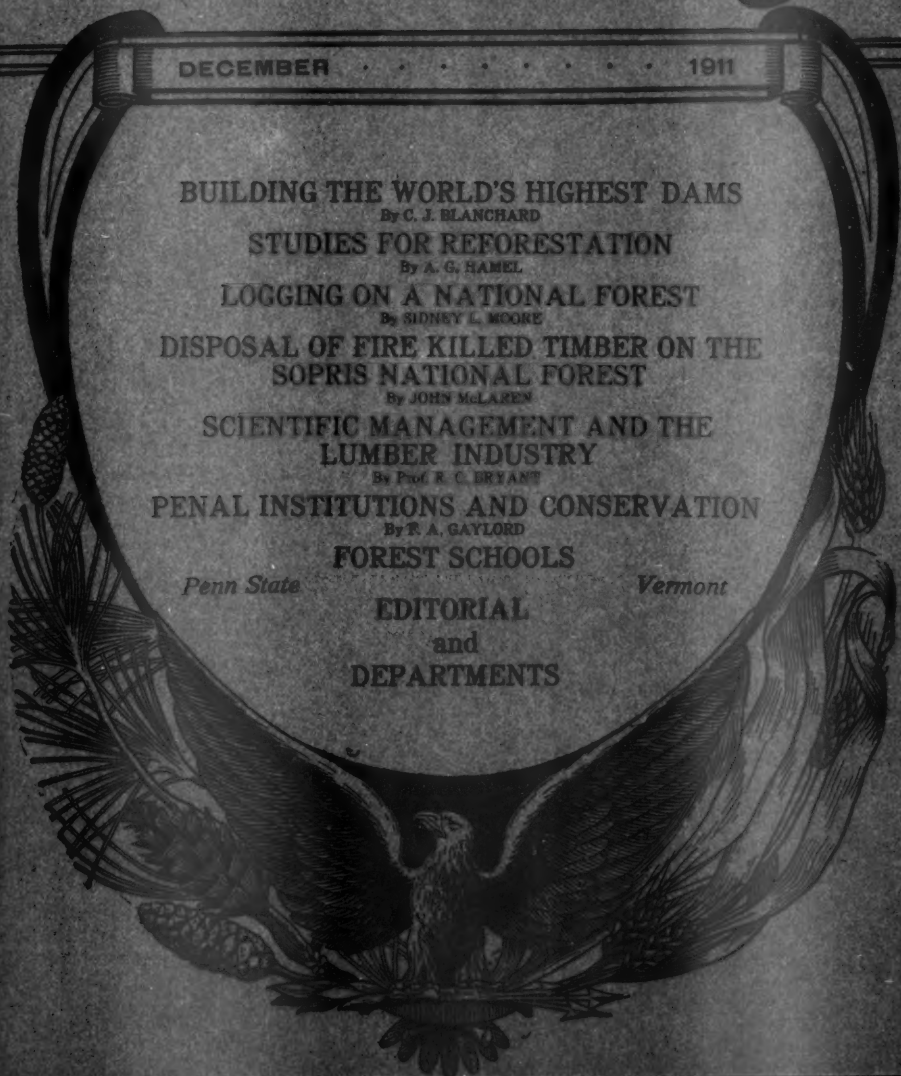 DECEMBER . . . . . . . . 1911
BUILDING THE WORLD'S HIGHEST DAMS
By C. J. BLANCHARD
STUDIES FOR REFORESTATION
By A. G. HAMEL
LOGGING ON A NATIONAL FOREST
By SIDNEY L. MOORE
DISPOSAL OF FIRE KILLED TIMBER ON THE
SOPRIS NATIONAL FOREST
By JOHN McLAREN
SCIENTIFIC MANAGEMENT AND THE
LUMBER INDUSTRY
By Prof. R. C. BRYANT
PENAL INSTITUTIONS AND CONSERVATION
By F. A. GAYLORD
FOREST SCHOOLS
Penn State Vermont
EDITORIAL
and
DEPARTMENTS